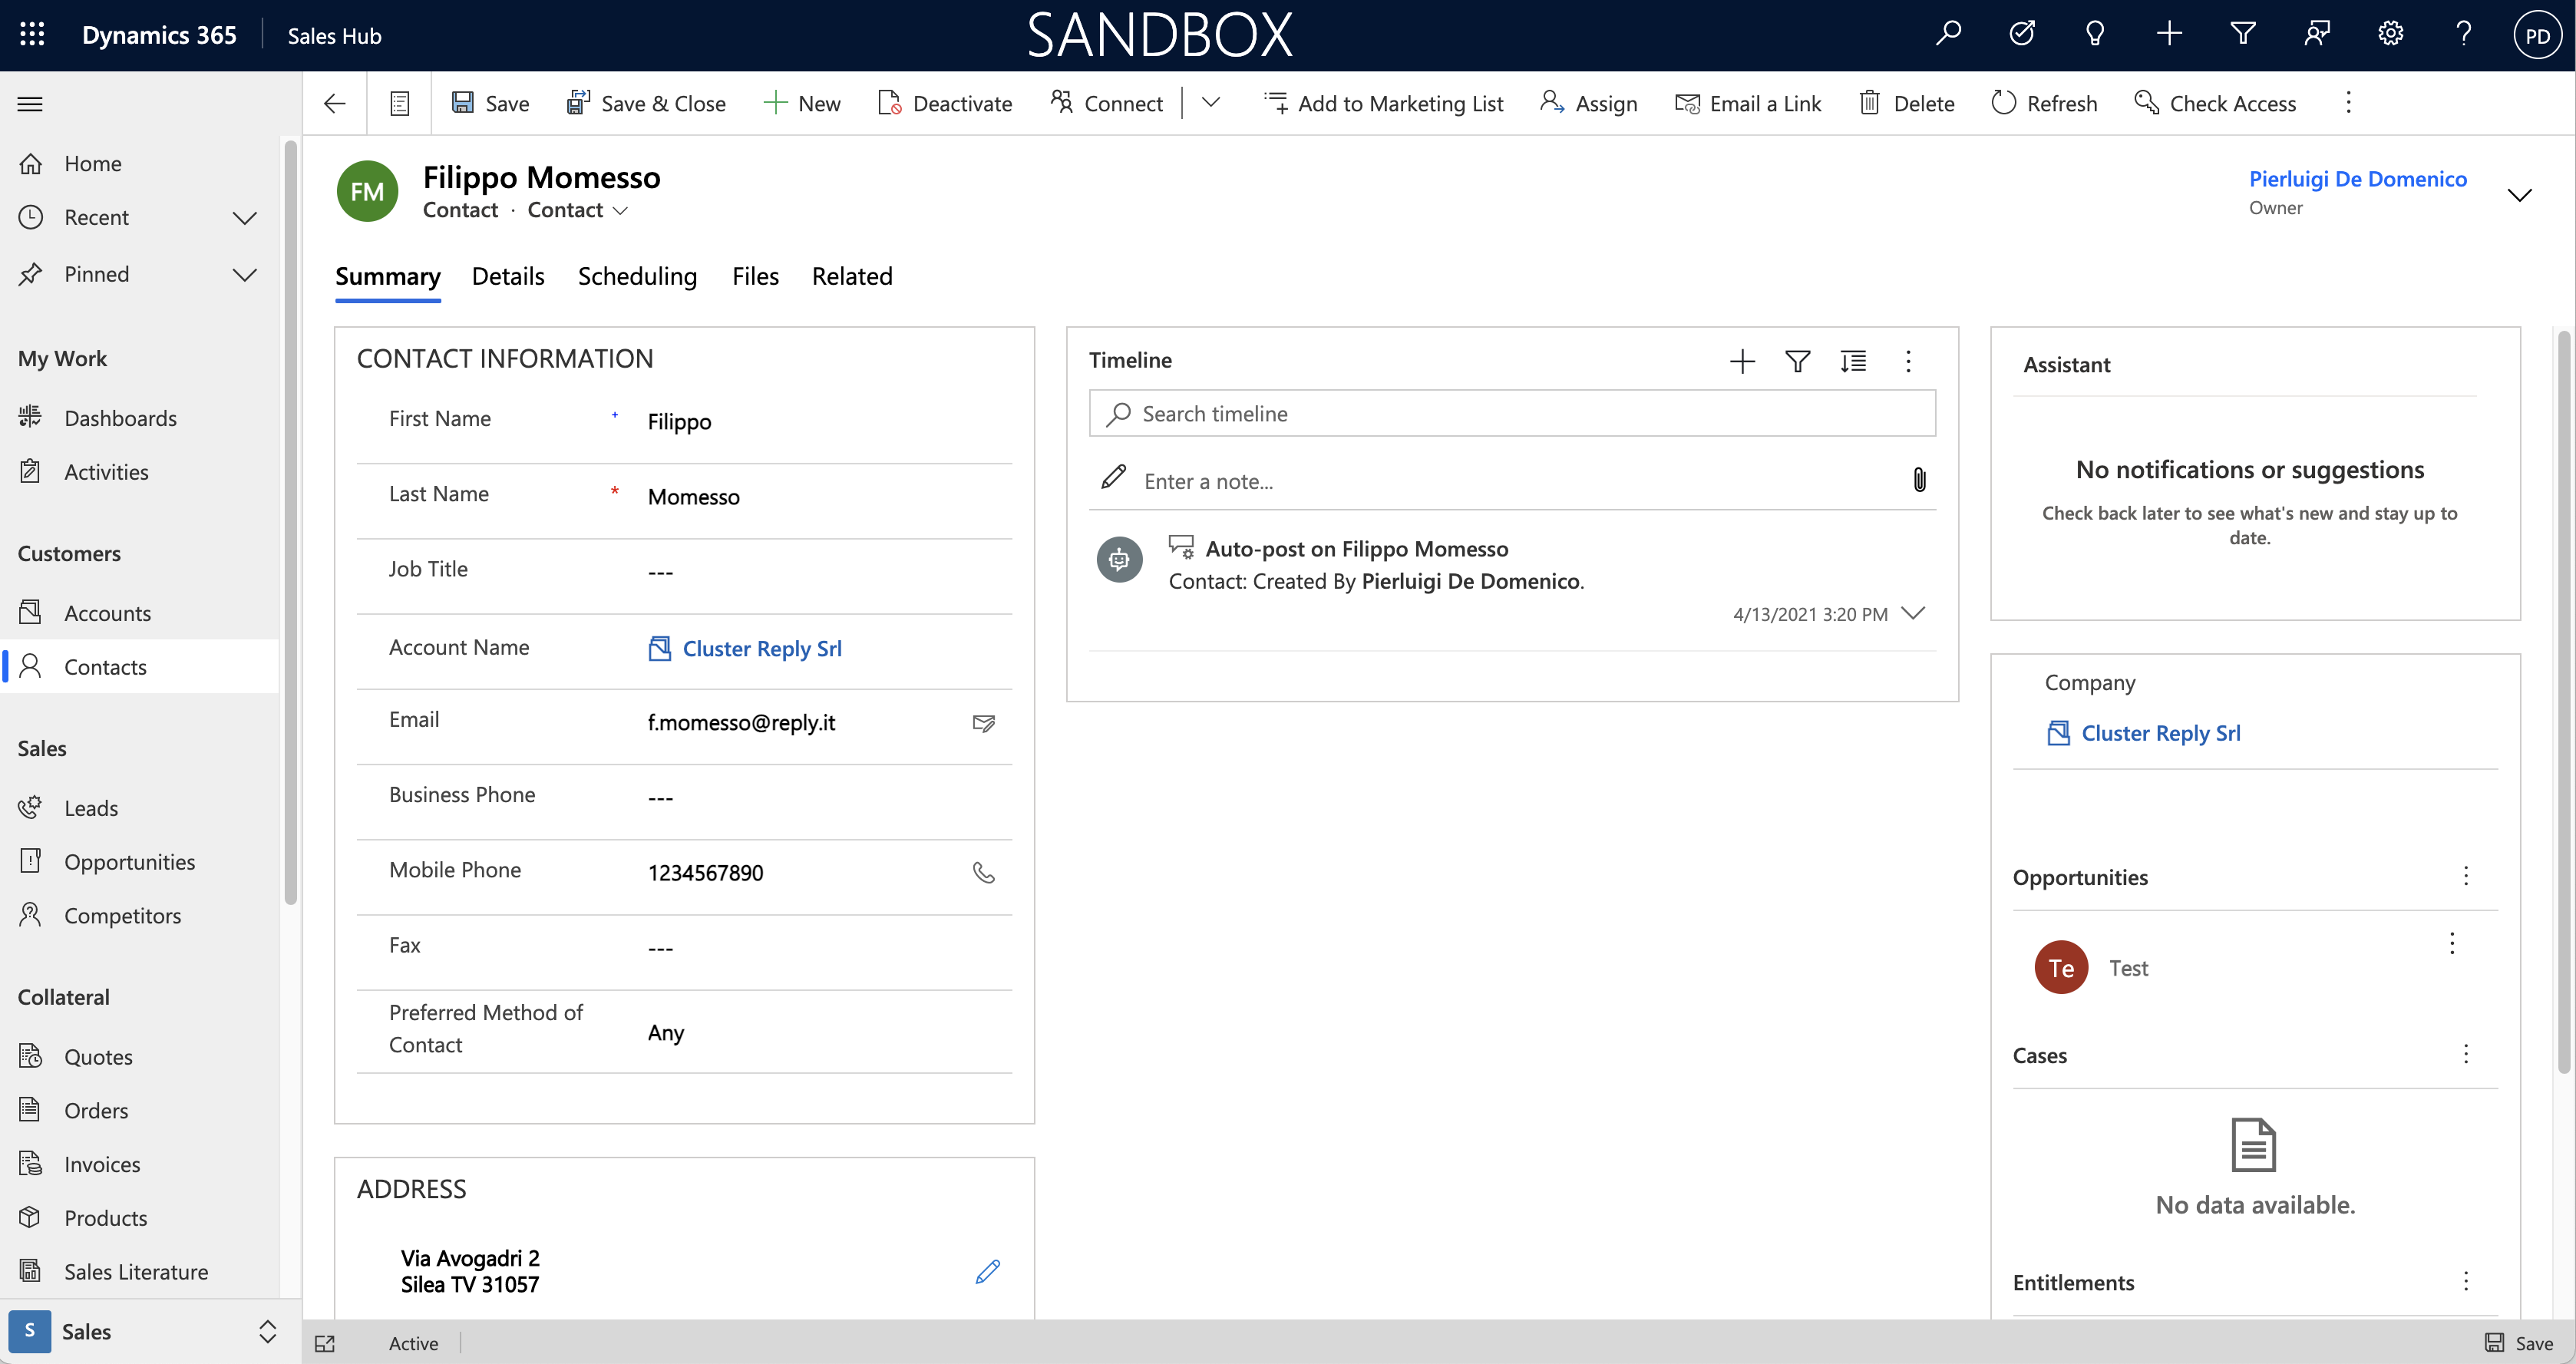 Dynamics 365
Sales Hub
SANDBOX
PD
Save
Save & Close
New
Deactivate
Connect
Add to Marketing List
Assign
Email a Link
Delete
Refresh
Check Access
Home
Recent
Pinned
My Work
Dashboards
Activities
Customers
Accounts
Contacts
Sales
Leads
Opportunities
Competitors
Collateral
Quotes
Orders
Invoices
Products
Sales Literature
S
Sales
FM
Filippo Momesso
Contact · Contact
Pierluigi De Domenico
Owner
Summary
Details
Scheduling
Files
Related
CONTACT INFORMATION
First Name + Filippo
Last Name * Momesso
Job Title ---
Account Name Cluster Reply Srl
Email f.momesso@reply.it
Business Phone ---
Mobile Phone 1234567890
Fax ---
Preferred Method of
Contact
Any
ADDRESS
Via Avogadri 2
Silea TV 31057
Timeline
Search timeline
Enter a note...
Auto-post on Filippo Momesso
Contact: Created By Pierluigi De Domenico.
4/13/2021 3:20 PM
Assistant
No notifications or suggestions
Check back later to see what's new and stay up to
date.
Company
Cluster Reply Srl
Opportunities
Te
Test
Cases
No data available.
Entitlements
Active
Save